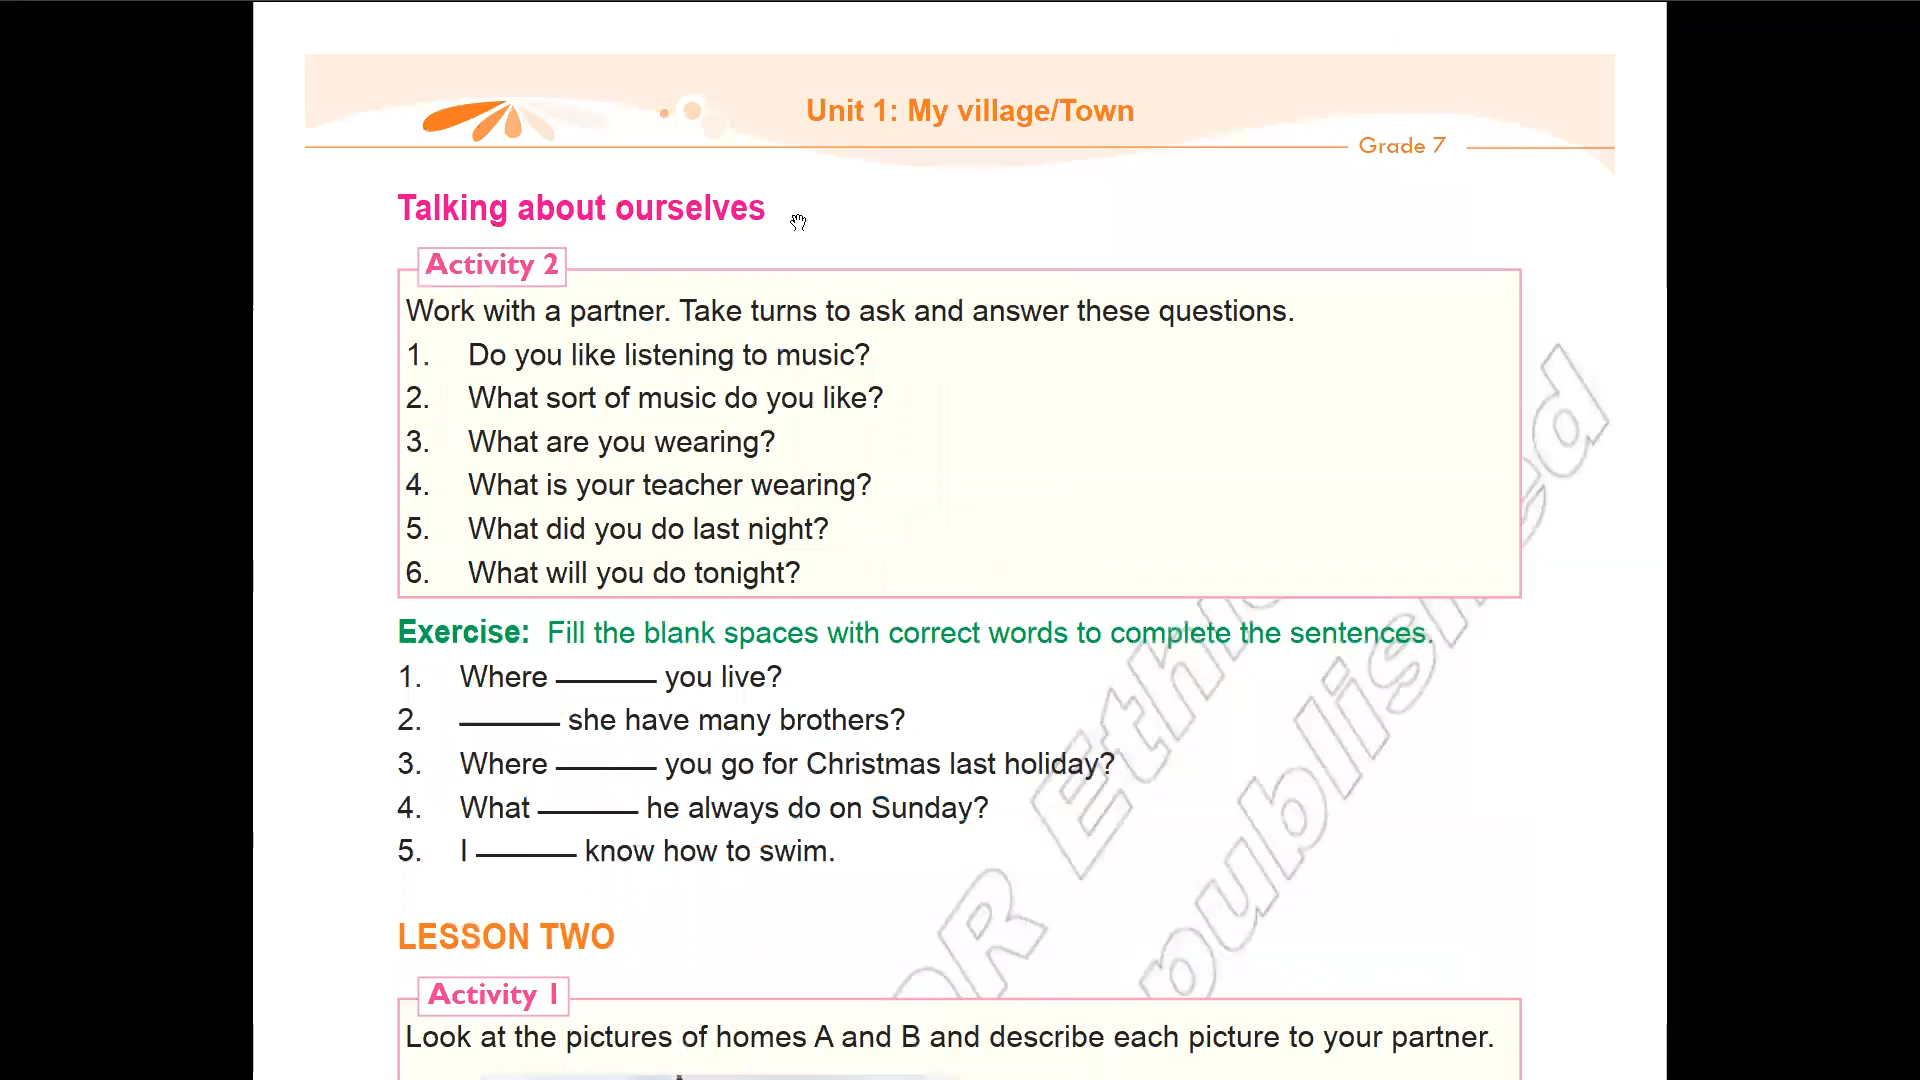 Unit 1: My village/Town
Grade 7
Talking about ourselves
Activity 2
Work with a partner. Take turns to ask and answer these questions.
1. Do you like listening to music?
2. What sort of music do you like?
3. What are you wearing?
4. What is your teacher wearing?
5. What did you do last night?
6. What will you do tonight?
Exercise: Fill the blank spaces with correct words to complete the sentences.
1. Where ______ you live?
2. ______ she have many brothers?
3. Where ______ you go for Christmas last holiday?
4. What ______ he always do on Sunday?
5. I ______ know how to swim.
LESSON TWO
Activity 1
Look at the pictures of homes A and B and describe each picture to your partner.